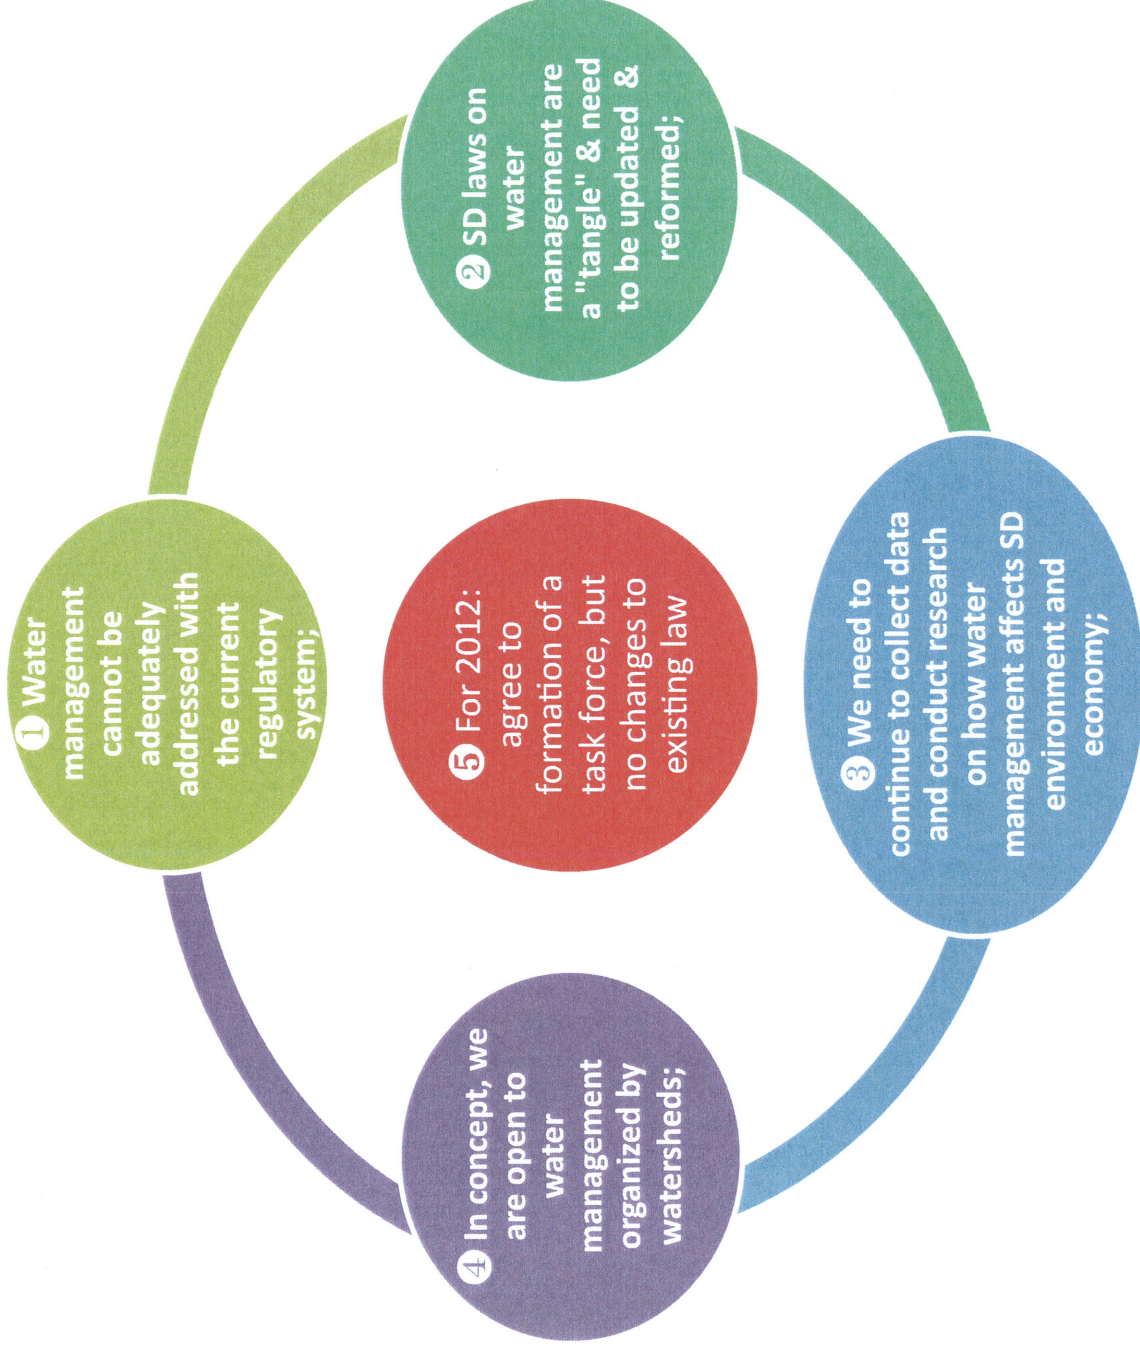 ❶ Water
management
cannot be
adequately
addressed with
the current
regulatory
system;
❷ SD laws on
water
management are
a "tangle" & need
to be updated &
reformed;
❸ We need to
continue to collect data
and conduct research
on how water
management affects SD
environment and
economy;
❹ In concept, we
are open to
water
management
organized by
watersheds;
❺ For 2012:
agree to
formation of a
task force, but
no changes to
existing law